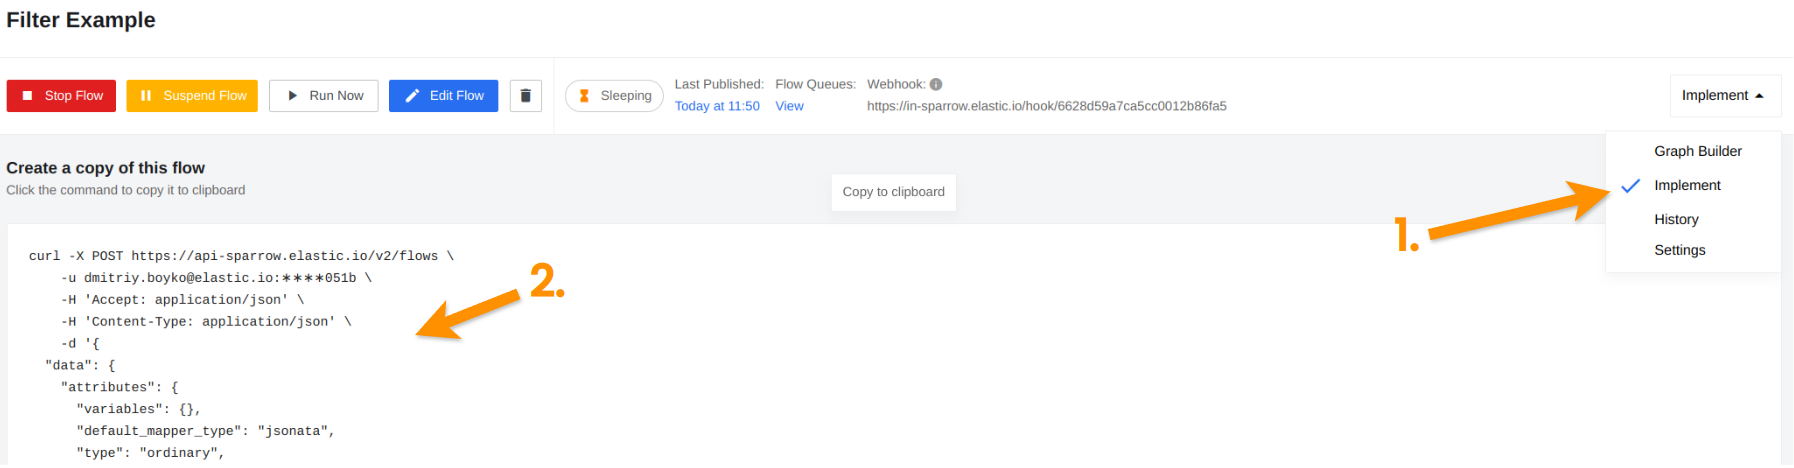 Filter Example
Stop Flow
Suspend Flow
Run Now
Edit Flow
Sleeping
Last Published:
Today at 11:50
Flow Queues:
View
Webhook:
https://in-sparrow.elastic.io/hook/6628d59a7ca5cc0012b86fa5
Implement
Graph Builder
Implement
History
Settings
1.
Create a copy of this flow
Click the command to copy it to clipboard
Copy to clipboard
curl -X POST https://api-sparrow.elastic.io/v2/flows \
-u dmitriy.boyko@elastic.io:∗∗∗∗051b \
-H 'Accept: application/json' \
-H 'Content-Type: application/json' \
-d '{
"data": {
"attributes": {
"variables": {},
"default_mapper_type": "jsonata",
"type": "ordinary",
2.